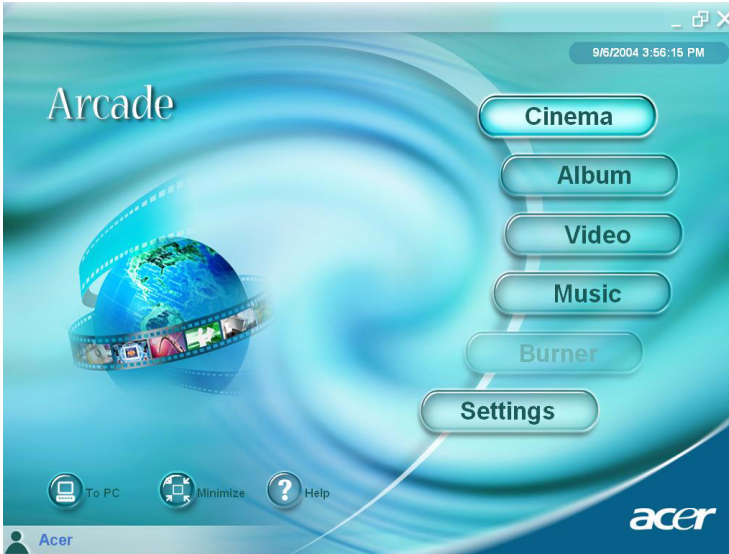 9/6/2004 3:56:15 PM
Arcade
Cinema
Album
Video
Music
Burner
Settings
To PC
Minimize
? Help
acer
Acer